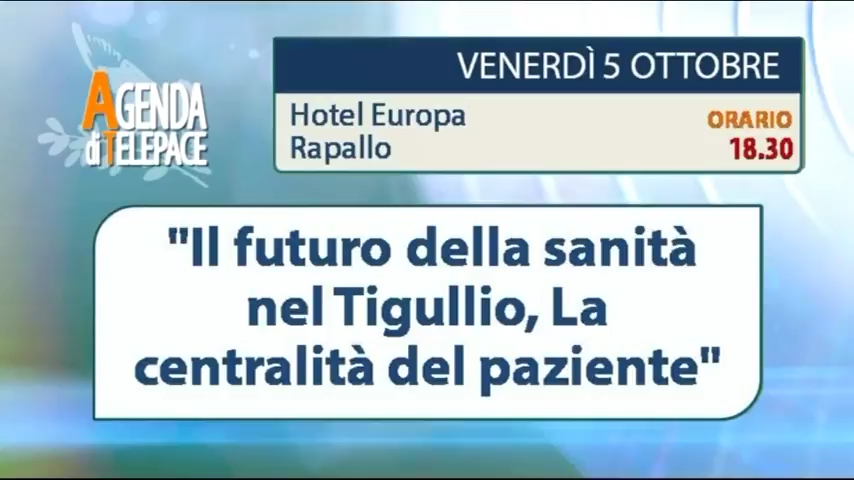 AGENDA
di TELEPACE
VENERDÌ 5 OTTOBRE
Hotel Europa
Rapallo
ORARIO
18.30
"Il futuro della sanità
nel Tigullio, La
centralità del paziente"